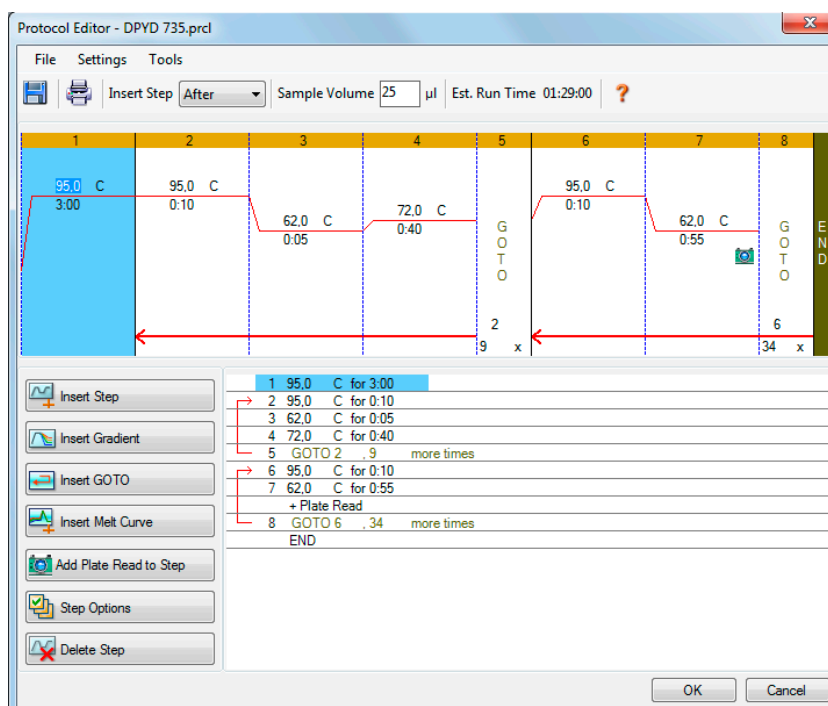 Protocol Editor - DPYD 735.prcl
File Settings Tools
Insert Step After Sample Volume 25 µl Est. Run Time 01:29:00 ?
1 2 3 4 5 6 7 8
95,0 C
3:00
95,0 C
0:10
62,0 C
0:05
72,0 C
0:40
GOTO
2
9 x
95,0 C
0:10
62,0 C
0:55
GOTO
6
34 x
END
Insert Step
Insert Gradient
Insert GOTO
Insert Melt Curve
Add Plate Read to Step
Step Options
Delete Step
1 95,0 C for 3:00
2 95,0 C for 0:10
3 62,0 C for 0:05
4 72,0 C for 0:40
5 GOTO 2 , 9 more times
6 95,0 C for 0:10
7 62,0 C for 0:55
+ Plate Read
8 GOTO 6 , 34 more times
END
OK Cancel